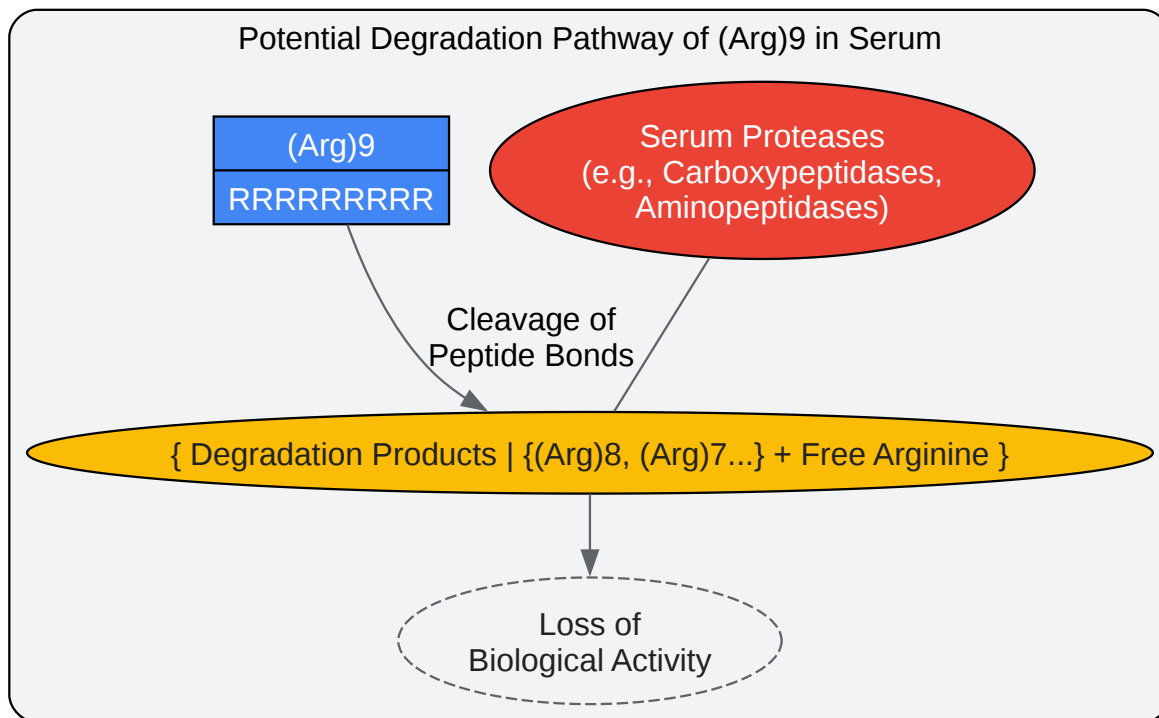 Potential Degradation Pathway of (Arg)9 in Serum
(Arg)9
RRRRRRRRR
Serum Proteases
(e.g., Carboxypeptidases,
Aminopeptidases)
Cleavage of
Peptide Bonds
{ Degradation Products | {(Arg)8, (Arg)7...} + Free Arginine }
Loss of
Biological Activity